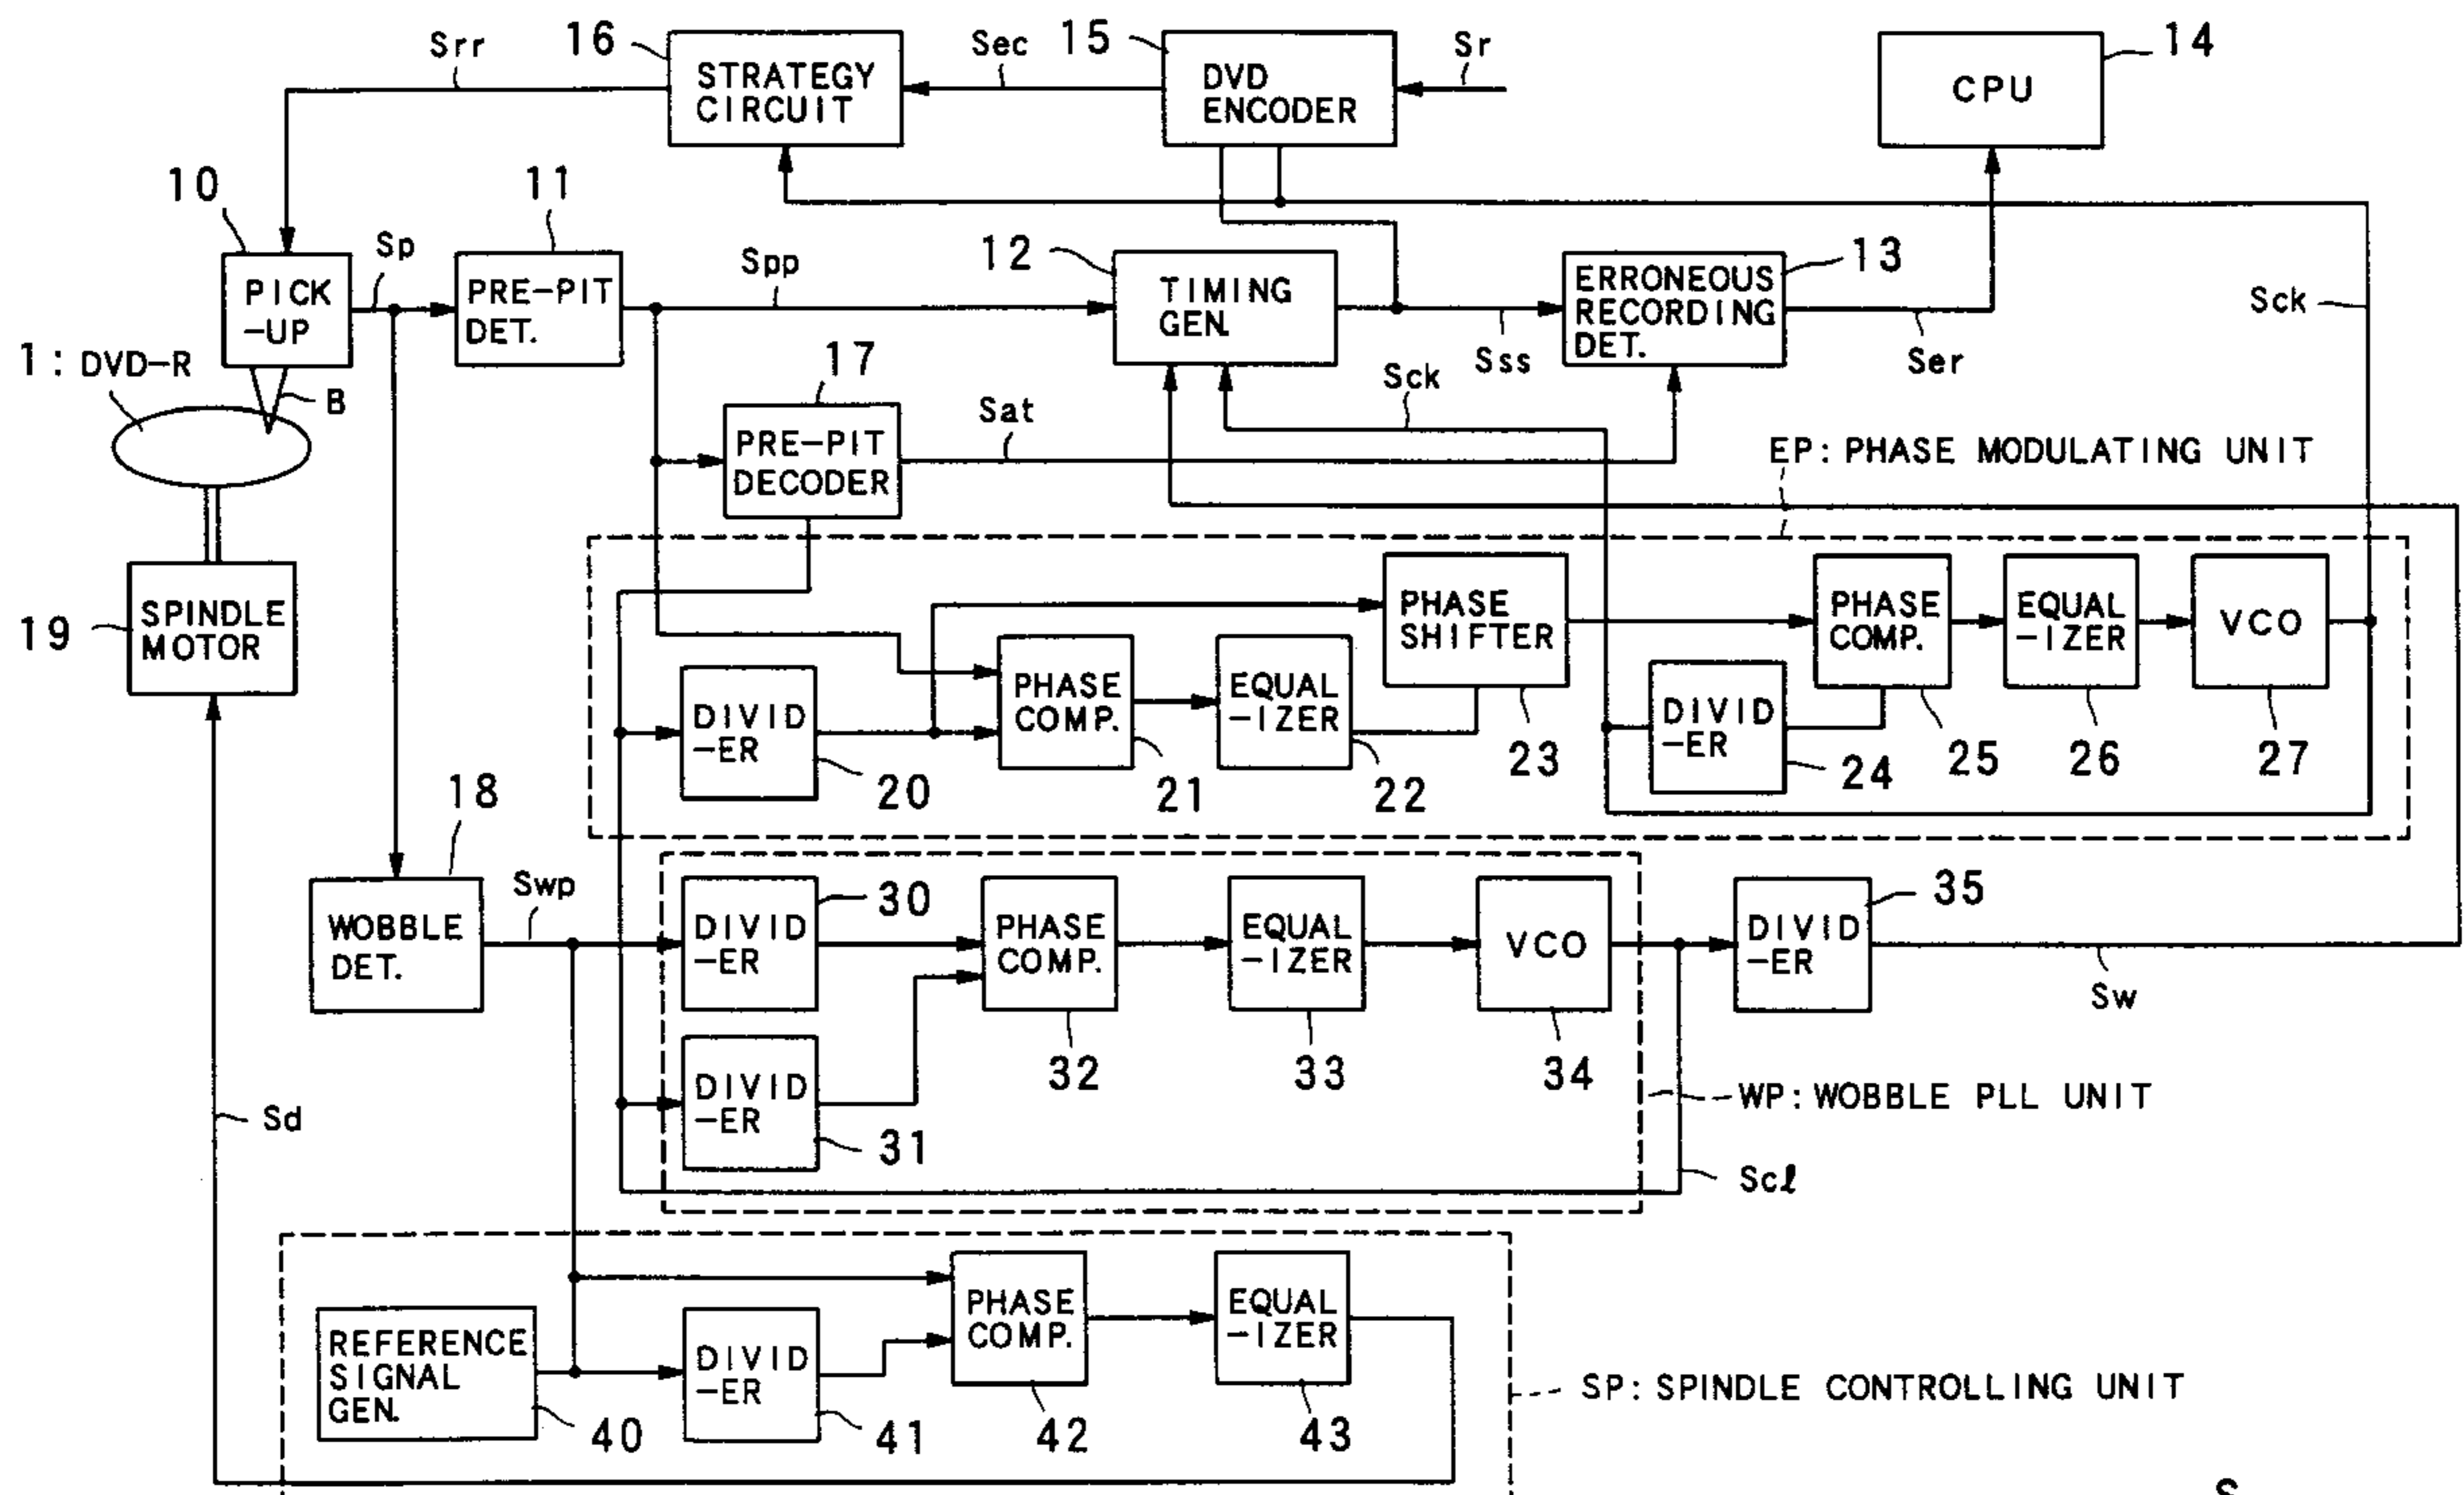 Srr
16
STRATEGY
CIRCUIT
Sec
15
DVD
ENCODER
Sr
CPU
14
10
PICK
-UP
Sp
11
PRE-PIT
DET.
Spp
12
TIMING
GEN.
Sss
ERRONEOUS
RECORDING
DET.
13
Ser
Sck
1: DVD-R
B
17
PRE-PIT
DECODER
Sat
Sck
EP: PHASE MODULATING UNIT
19
SPINDLE
MOTOR
DIVID
-ER
20
PHASE
COMP.
21
EQUAL
-IZER
22
PHASE
SHIFTER
23
DIVID
-ER
24
PHASE
COMP.
25
EQUAL
-IZER
26
VCO
27
18
WOBBLE
DET.
Swp
DIVID
-ER
30
DIVID
-ER
31
PHASE
COMP.
32
EQUAL
-IZER
33
VCO
34
DIVID
-ER
35
Sw
WP: WOBBLE PLL UNIT
Scℓ
Sd
REFERENCE
SIGNAL
GEN.
40
DIVID
-ER
41
PHASE
COMP.
42
EQUAL
-IZER
43
SP: SPINDLE CONTROLLING UNIT